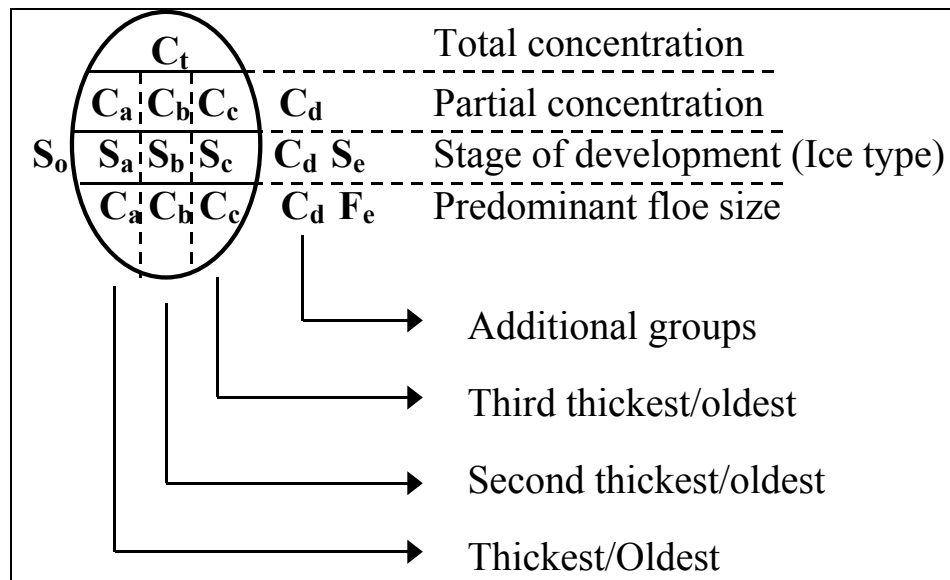 Ct Total concentration
Ca Cb Cc Cd Partial concentration
So Sa Sb Sc Cd Se Stage of development (Ice type)
Ca Cb Cc Cd Fe Predominant floe size
Additional groups
Third thickest/oldest
Second thickest/oldest
Thickest/Oldest